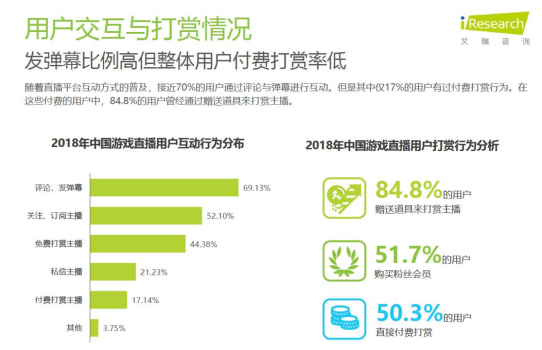 用户交互与打赏情况
iResearch
艾瑞咨询
发弹幕比例高但整体用户付费打赏率低
随着直播平台互动方式的普及，接近70%的用户通过评论与弹幕进行互动。但是其中仅17%的用户有过付费打赏行为。在
这些付费的用户中，84.8%的用户曾经通过赠送道具来打赏主播。
2018年中国游戏直播用户互动行为分布
评论、发弹幕 69.13%
关注、订阅主播 52.10%
免费打赏主播 44.38%
私信主播 21.23%
付费打赏主播 17.14%
其他 3.75%
2018年中国游戏直播用户打赏行为分析
84.8%的用户
赠送道具来打赏主播
51.7%的用户
购买粉丝会员
50.3%的用户
直接付费打赏